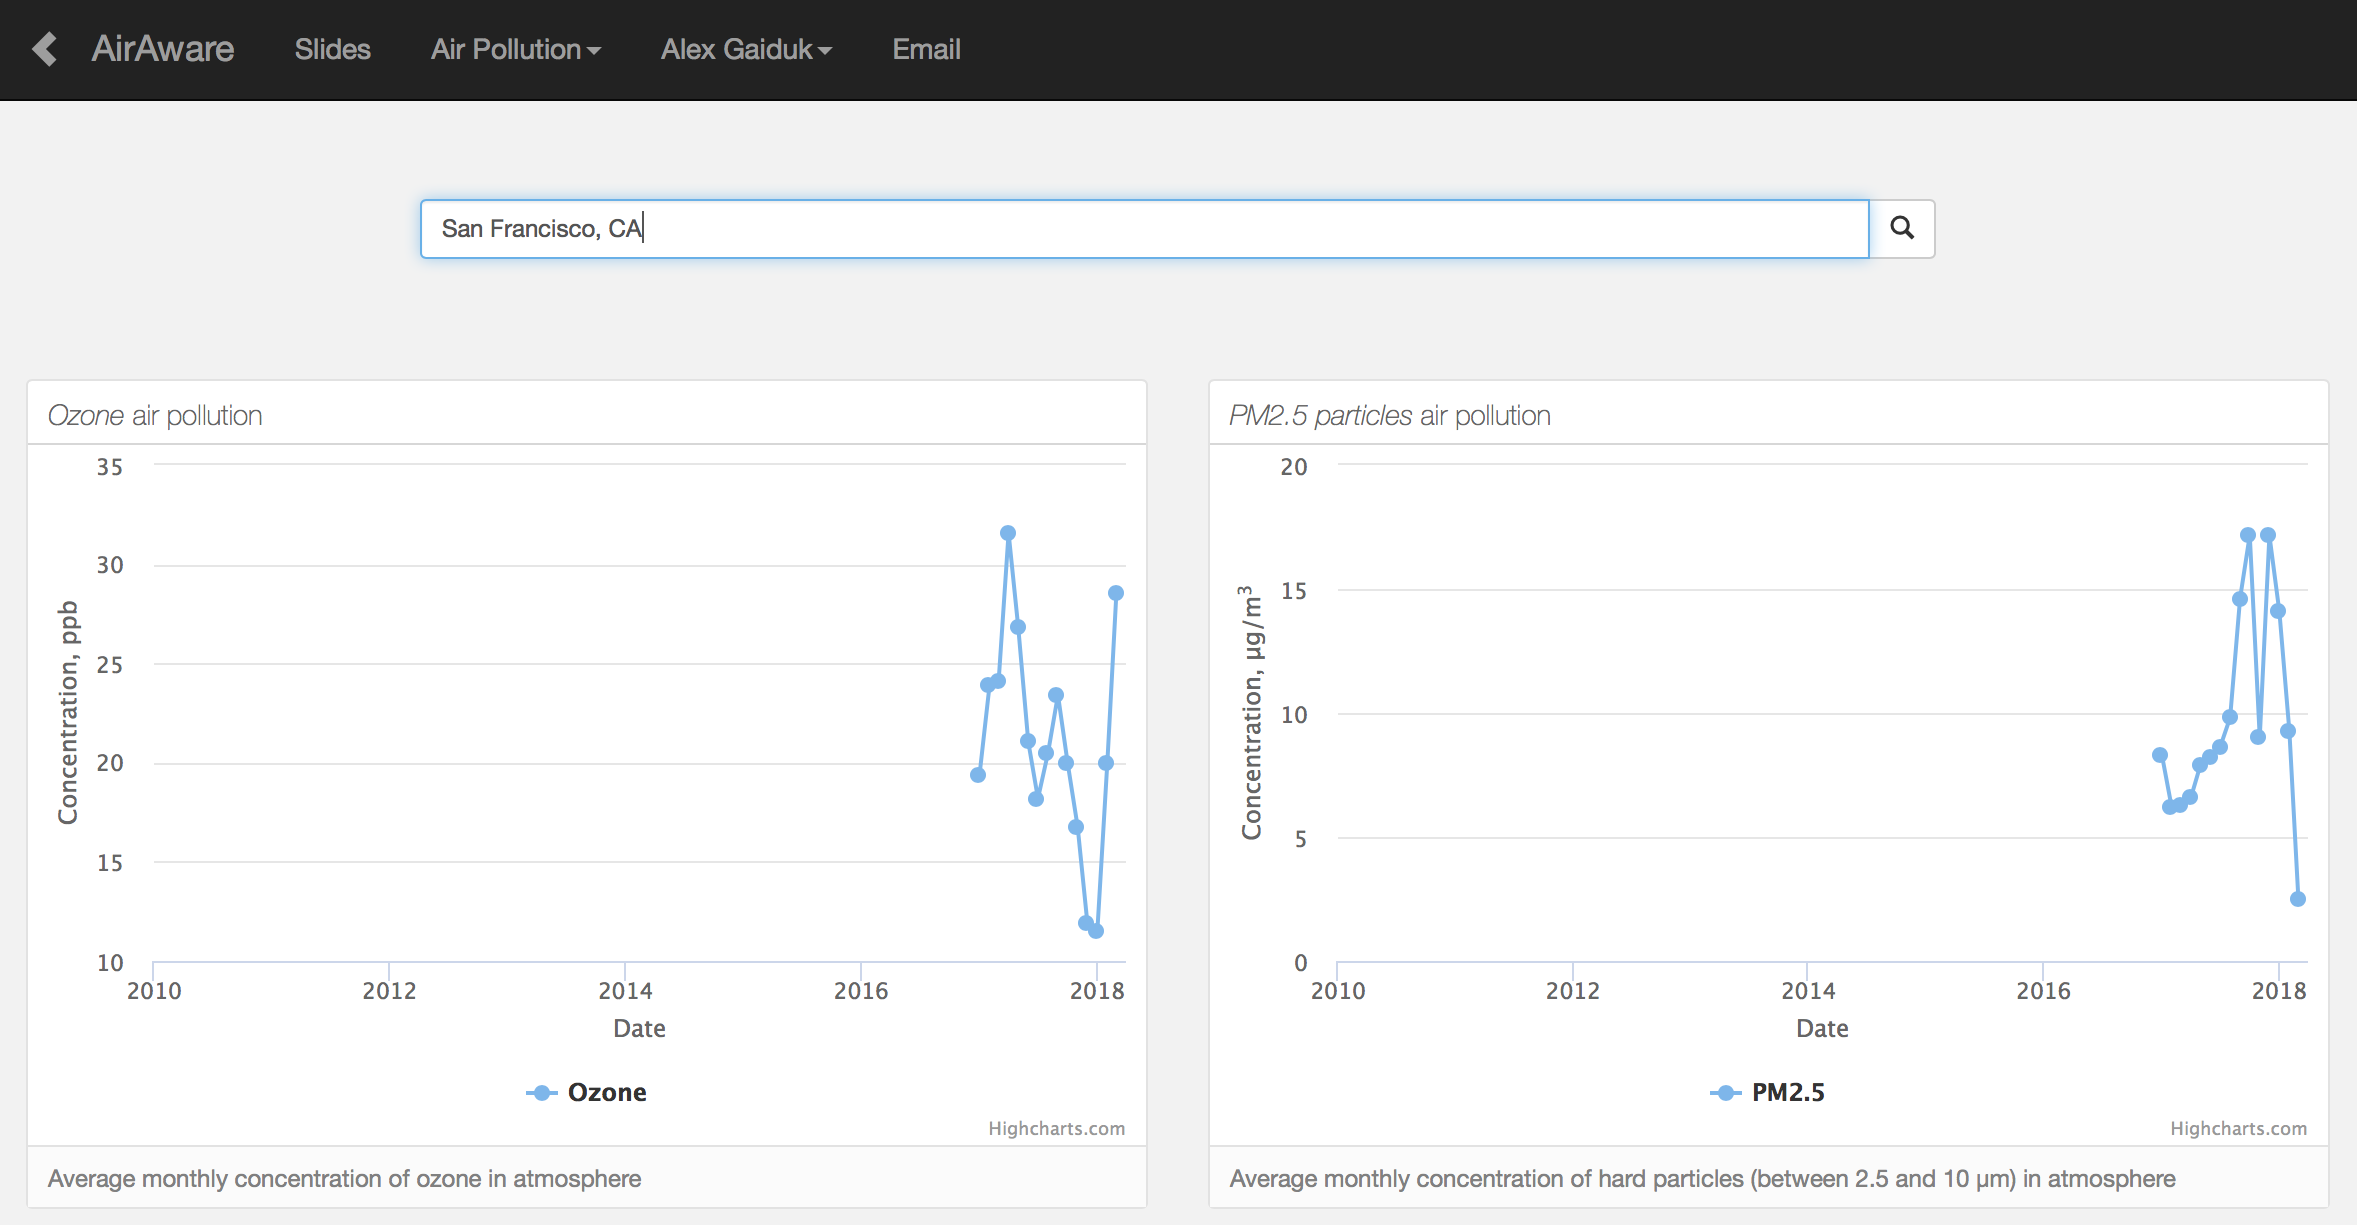 AirAware Slides Air Pollution Alex Gaiduk Email
San Francisco, CA
Ozone air pollution
35
30
25
20
15
10
Concentration, ppb
2010 2012 2014 2016 2018
Date
Ozone
Highcharts.com
Average monthly concentration of ozone in atmosphere
PM2.5 particles air pollution
20
15
10
5
0
Concentration, µg/m³
2010 2012 2014 2016 2018
Date
PM2.5
Highcharts.com
Average monthly concentration of hard particles (between 2.5 and 10 µm) in atmosphere